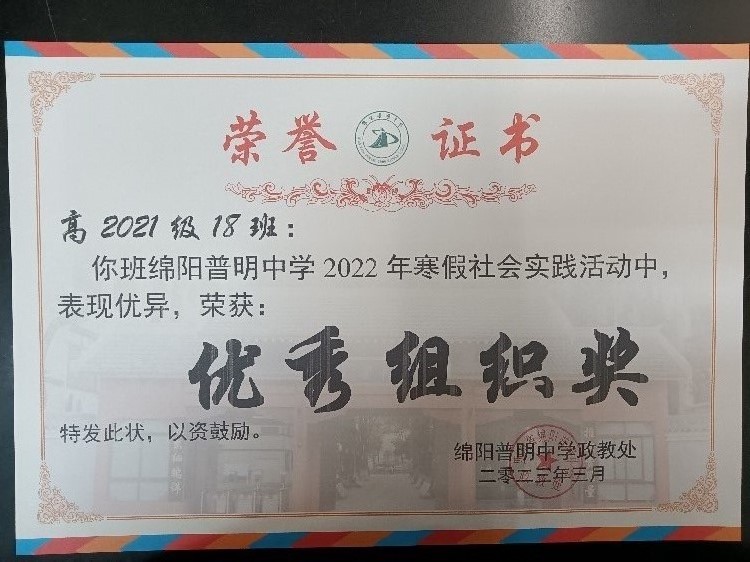 荣誉证书
高2021级18班：
你班绵阳普明中学2022年寒假社会实践活动中，
表现优异，荣获：
优秀组织奖
特发此状，以资鼓励。
绵阳普明中学政教处
二零二三年三月